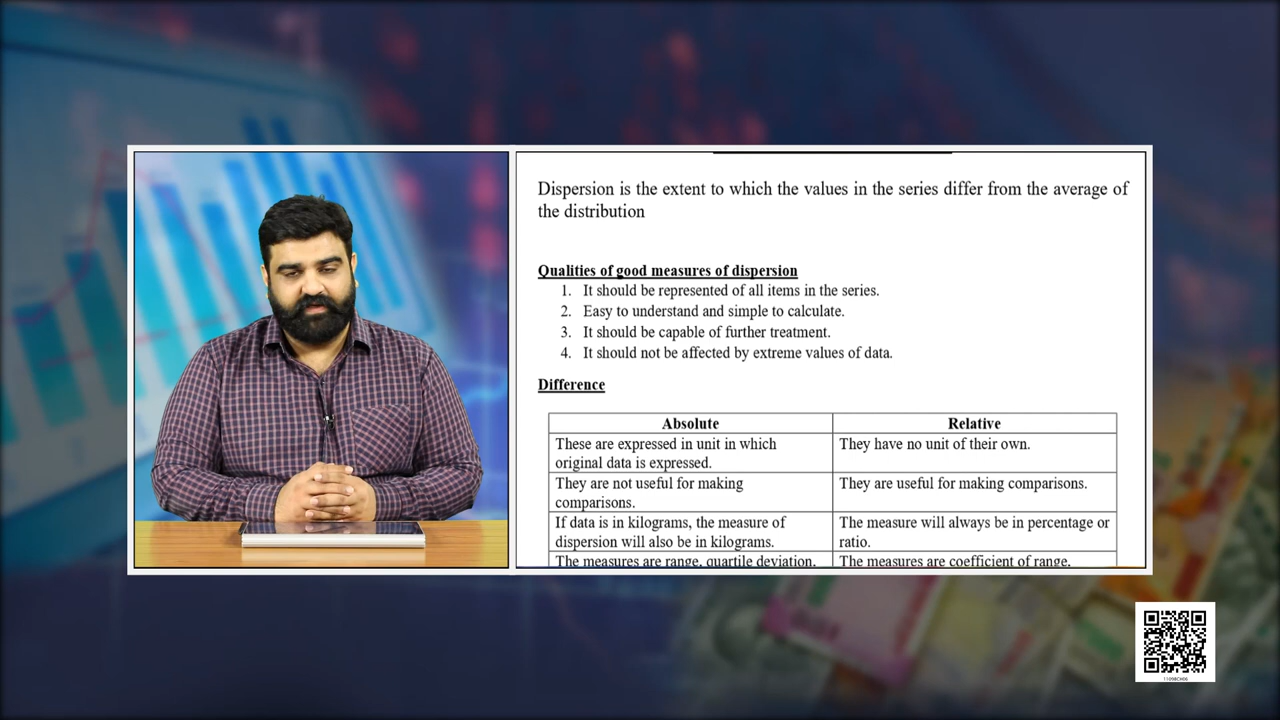 Dispersion is the extent to which the values in the series differ from the average of
the distribution
Qualities of good measures of dispersion
1. It should be represented of all items in the series.
2. Easy to understand and simple to calculate.
3. It should be capable of further treatment.
4. It should not be affected by extreme values of data.
Difference
Absolute
Relative
These are expressed in unit in which
original data is expressed.
They have no unit of their own.
They are not useful for making
comparisons.
They are useful for making comparisons.
If data is in kilograms, the measure of
dispersion will also be in kilograms.
The measure will always be in percentage or
ratio.
The measures are range, quartile deviation,
The measures are coefficient of range,